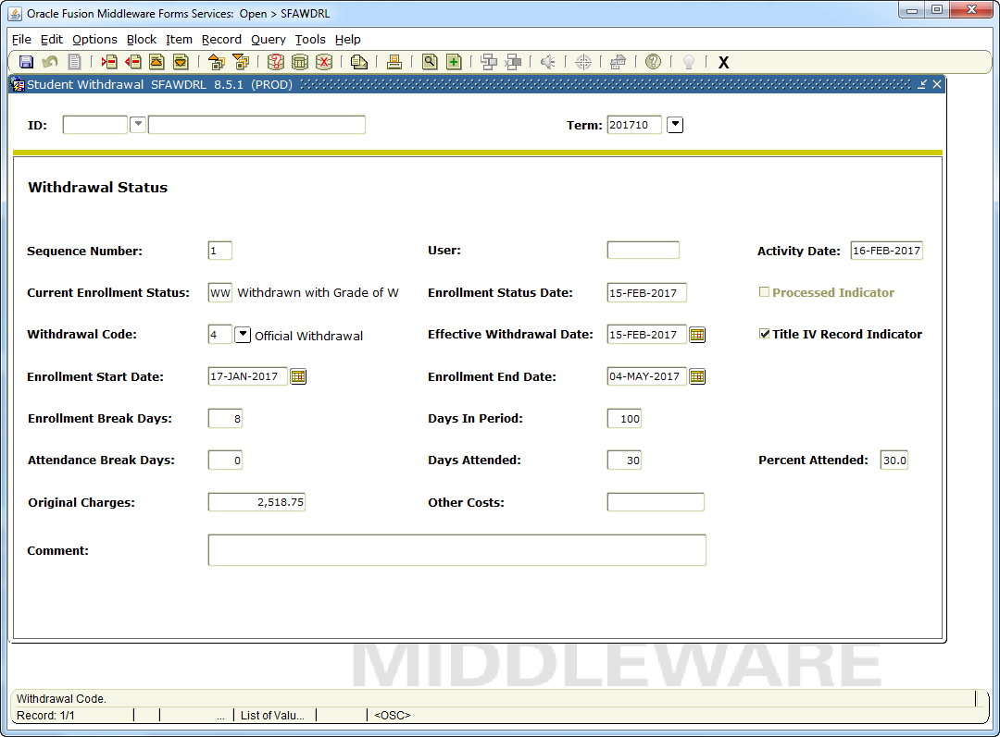 Oracle Fusion Middleware Forms Services: Open > SFAWDRL
File Edit Options Block Item Record Query Tools Help
X
Student Withdrawal SFAWDRL 8.5.1 (PROD)
ID: Term: 201710
Withdrawal Status
Sequence Number: 1 User: Activity Date: 16-FEB-2017
Current Enrollment Status: WW Withdrawn with Grade of W Enrollment Status Date: 15-FEB-2017 Processed Indicator
Withdrawal Code: 4 Official Withdrawal Effective Withdrawal Date: 15-FEB-2017 Title IV Record Indicator
Enrollment Start Date: 17-JAN-2017 Enrollment End Date: 04-MAY-2017
Enrollment Break Days: 8 Days In Period: 100
Attendance Break Days: 0 Days Attended: 30 Percent Attended: 30.0
Original Charges: 2,518.75 Other Costs:
Comment:
MIDDLEWARE
Withdrawal Code.
Record: 1/1 ... List of Valu... <OSC>